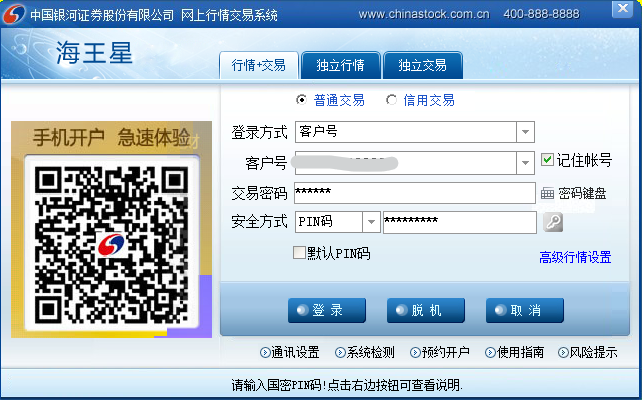 中国银河证券股份有限公司 网上行情交易系统 www.chinastock.com.cn 400-888-8888
海王星
行情+交易 独立行情 独立交易
普通交易 信用交易
手机开户 急速体验
登录方式 客户号
客户号 记住帐号
交易密码 ****** 密码键盘
安全方式 PIN码 *********
默认PIN码 高级行情设置
登 录 脱 机 取 消
通讯设置 系统检测 预约开户 使用指南 风险提示
请输入国密PIN码!点击右边按钮可查看说明.